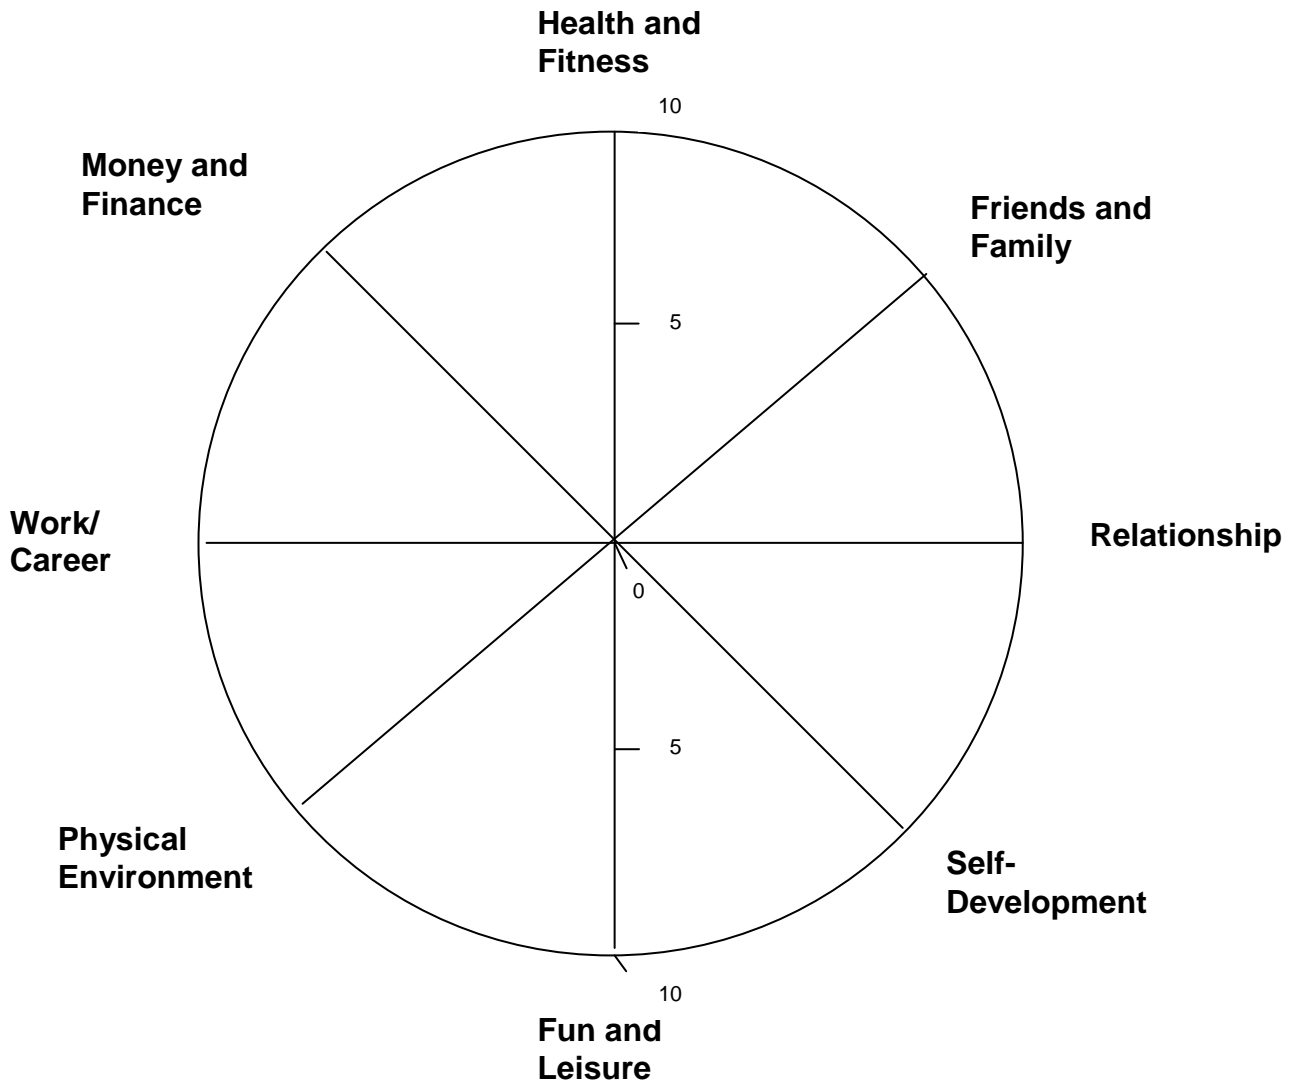 Health and
Fitness
10
Money and
Finance
Friends and
Family
5
Work/
Career
Relationship
0
5
Physical
Environment
Self-
Development
10
Fun and
Leisure